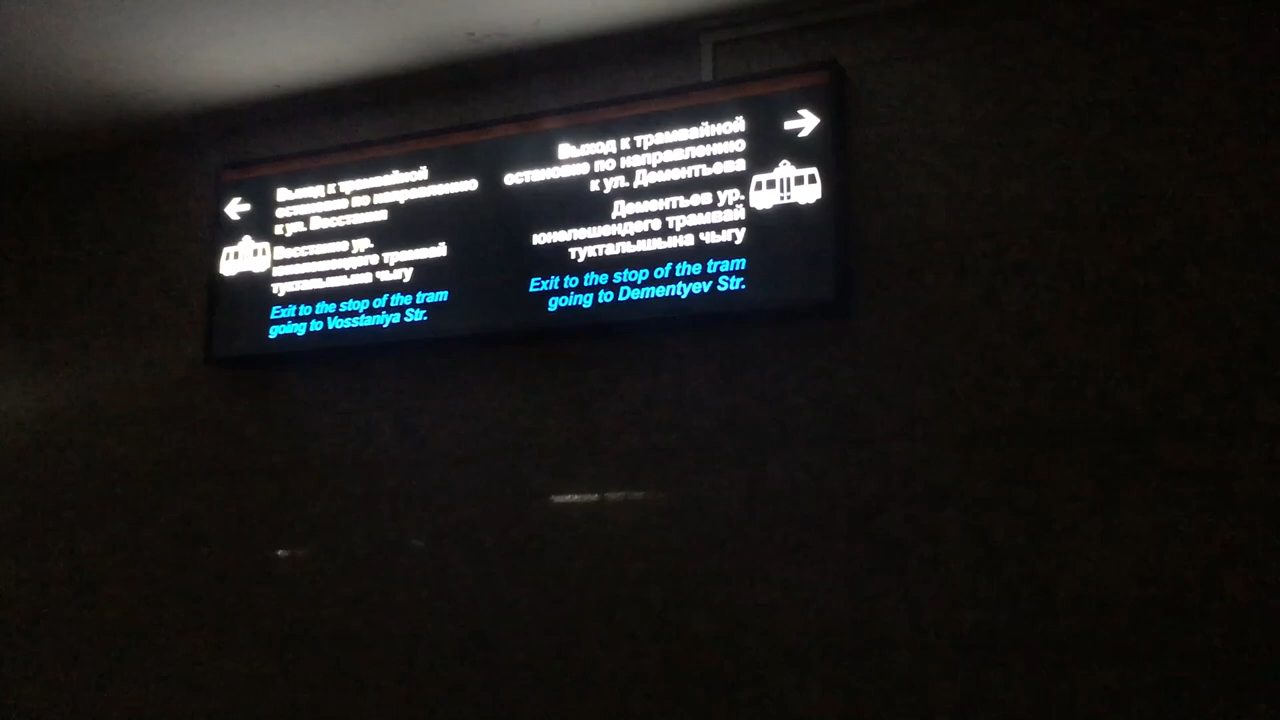 Выход к трамвайной
остановке по направлению
к ул. Восстания
Восстание ур.
юнәлешендәге трамвай
тукталышына чыгу
Exit to the stop of the tram
going to Vosstaniya Str.
Выход к трамвайной
остановке по направлению
к ул. Дементьева
Дементьев ур.
юнәлешендәге трамвай
тукталышына чыгу
Exit to the stop of the tram
going to Dementyev Str.